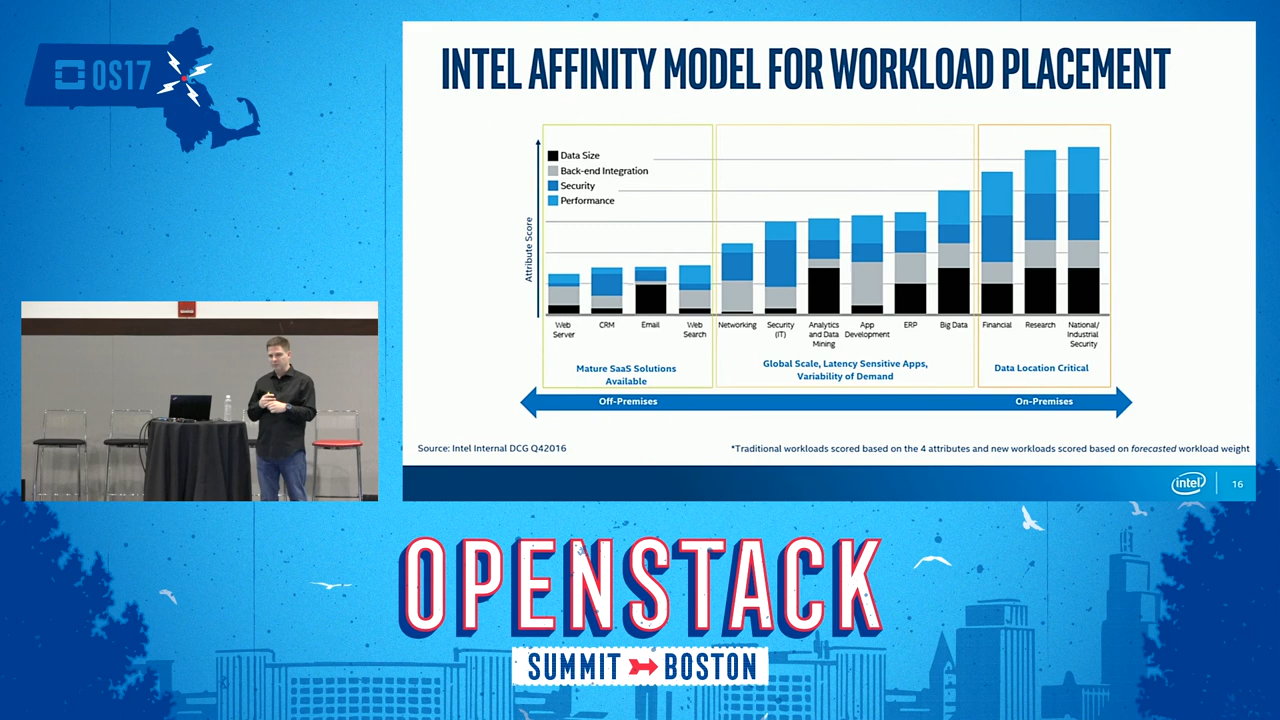 OS17
INTEL AFFINITY MODEL FOR WORKLOAD PLACEMENT
Attribute Score
Data Size
Back-end Integration
Security
Performance
Web
Server
CRM
Email
Web
Search
Networking
Security
(IT)
Analytics
and Data
Mining
App
Development
ERP
Big Data
Financial
Research
National/
Industrial
Security
Mature SaaS Solutions
Available
Global Scale, Latency Sensitive Apps,
Variability of Demand
Data Location Critical
Off-Premises
On-Premises
Source: Intel Internal DCG Q42016
*Traditional workloads scored based on the 4 attributes and new workloads scored based on forecasted workload weight
intel
16
OPENSTACK
SUMMIT BOSTON